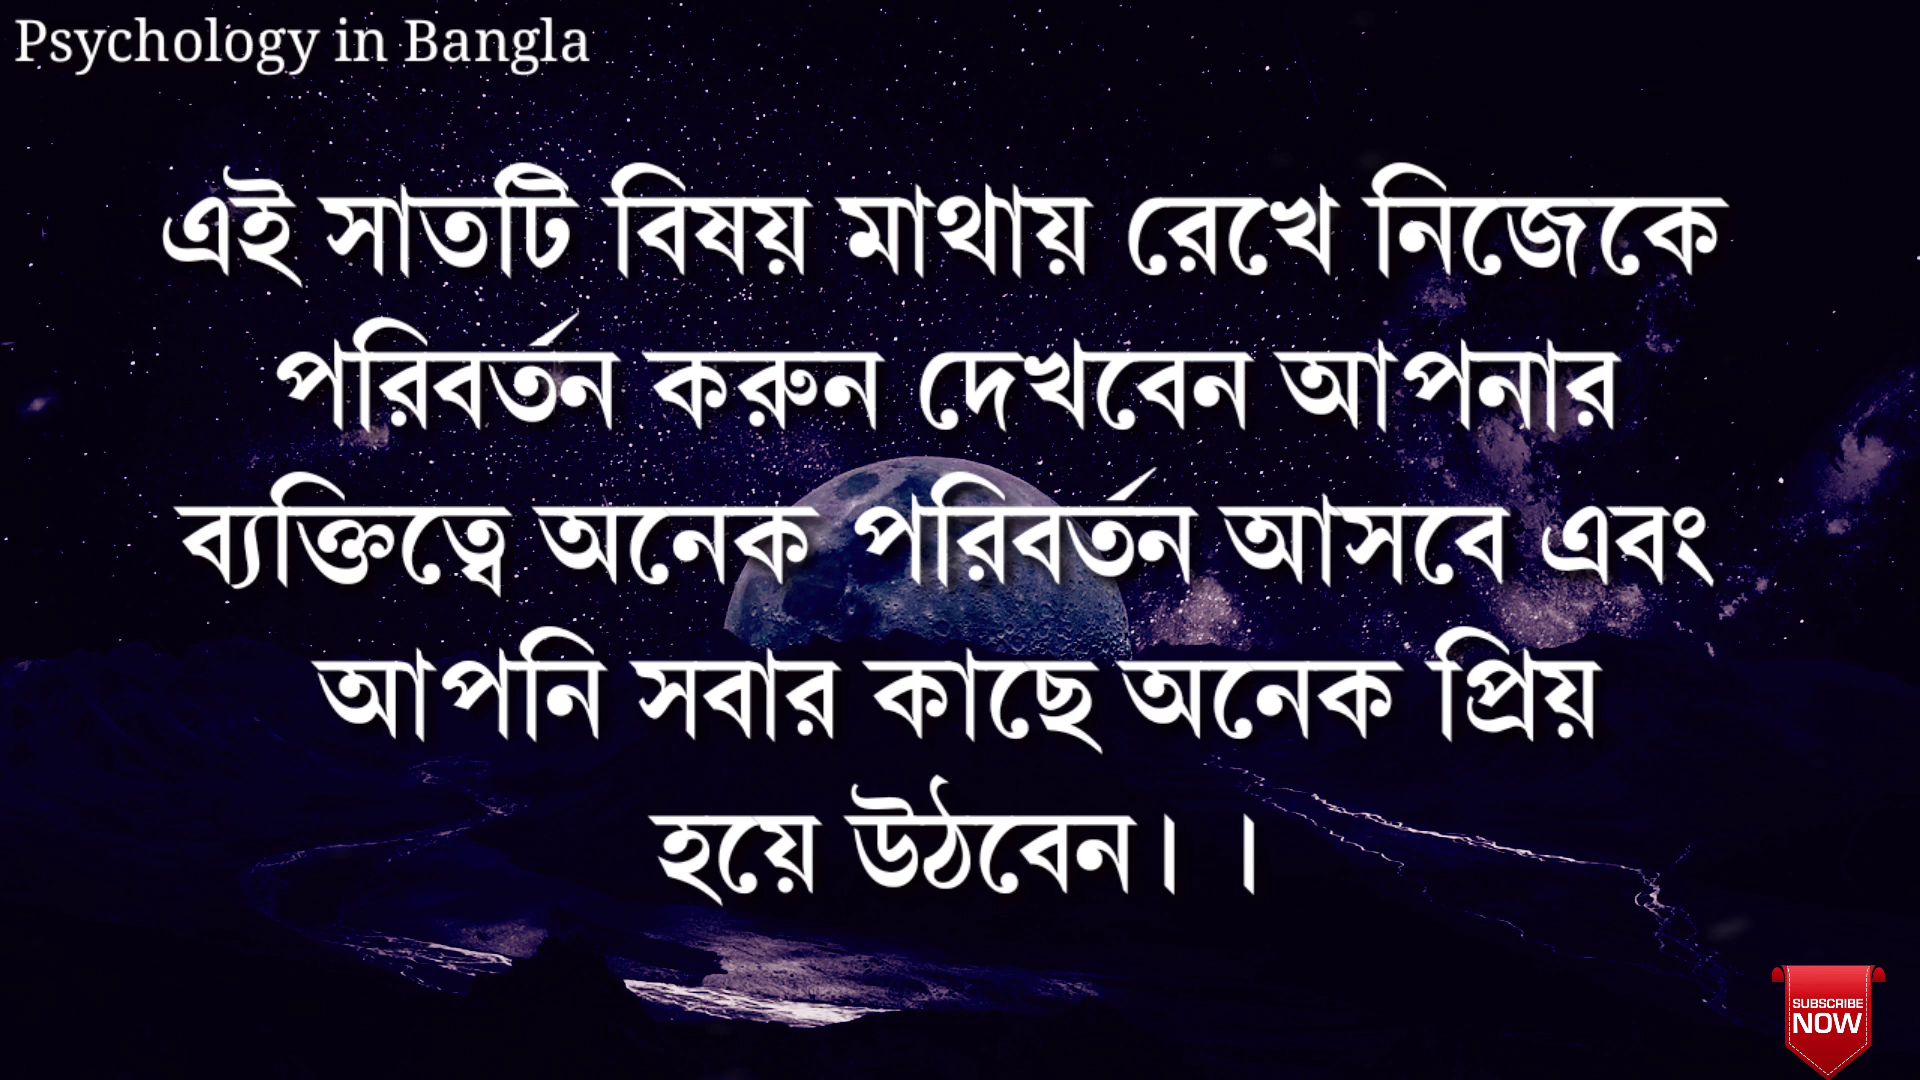 Psychology in Bangla
এই সাতটি বিষয় মাথায় রেখে নিজেকে
পরিবর্তন করুন দেখবেন আপনার
ব্যক্তিত্বে অনেক পরিবর্তন আসবে এবং
আপনি সবার কাছে অনেক প্রিয়
হয়ে উঠবেন। ।
SUBSCRIBE
NOW